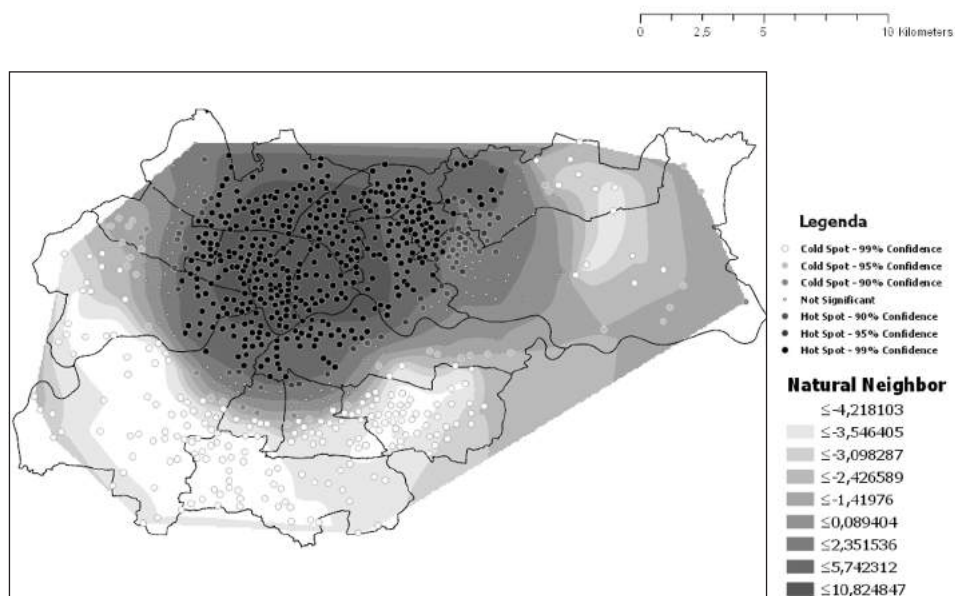 0 2,5 5 10 Kilometers
Legenda
Cold Spot - 99% Confidence
Cold Spot - 95% Confidence
Cold Spot - 90% Confidence
Not Significant
Hot Spot - 90% Confidence
Hot Spot - 95% Confidence
Hot Spot - 99% Confidence
Natural Neighbor
≤-4,218103
≤-3,546405
≤-3,098287
≤-2,426589
≤-1,41976
≤0,089404
≤2,351536
≤5,742312
≤10,824847